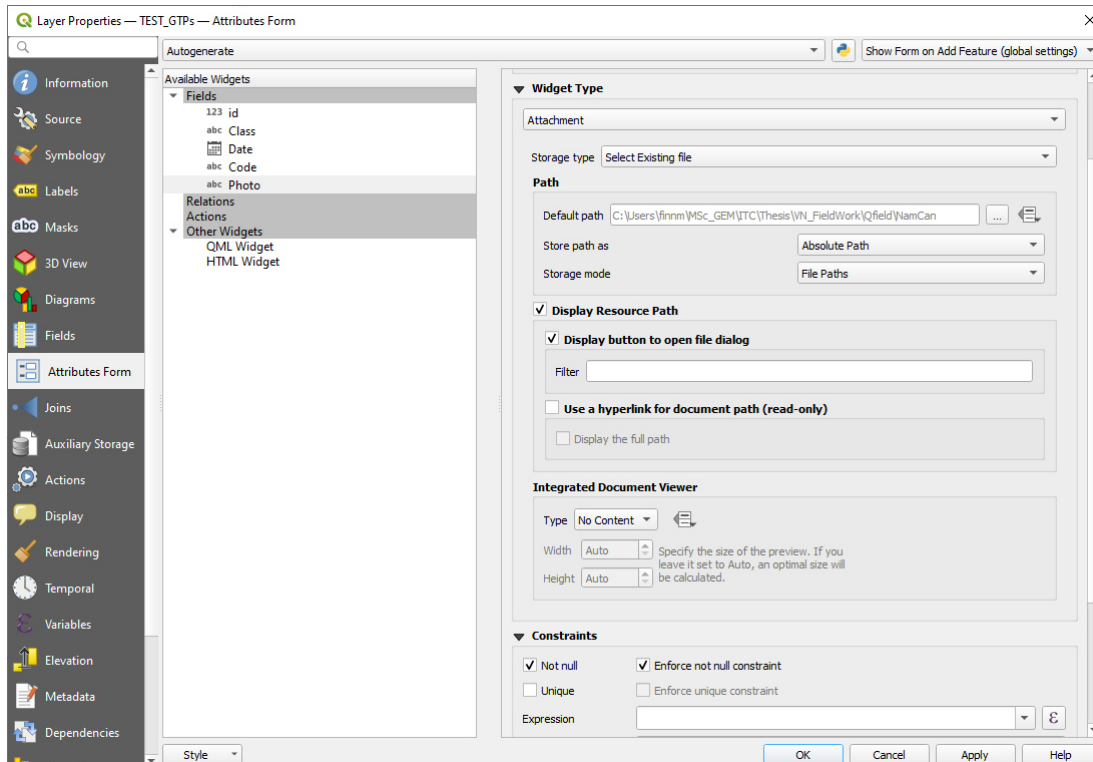 Layer Properties — TEST_GTPs — Attributes Form
Autogenerate
Show Form on Add Feature (global settings)
Information
Source
Symbology
abc Labels
abc Masks
3D View
Diagrams
Fields
Attributes Form
Joins
Auxiliary Storage
Actions
Display
Rendering
Temporal
Variables
Elevation
Metadata
Dependencies
Available Widgets
Fields
123 id
abc Class
Date
abc Code
abc Photo
Relations
Actions
Other Widgets
QML Widget
HTML Widget
Widget Type
Attachment
Storage type Select Existing file
Path
Default path C:\Users\finnm\MSc_GEM\ITC\Thesis\VN_FieldWork\Qfield\NamCan ...
Store path as Absolute Path
Storage mode File Paths
Display Resource Path
Display button to open file dialog
Filter
Use a hyperlink for document path (read-only)
Display the full path
Integrated Document Viewer
Type No Content
Width Auto
Height Auto
Specify the size of the preview. If you
leave it set to Auto, an optimal size will
be calculated.
Constraints
Not null Enforce not null constraint
Unique Enforce unique constraint
Expression ε
Style
OK Cancel Apply Help